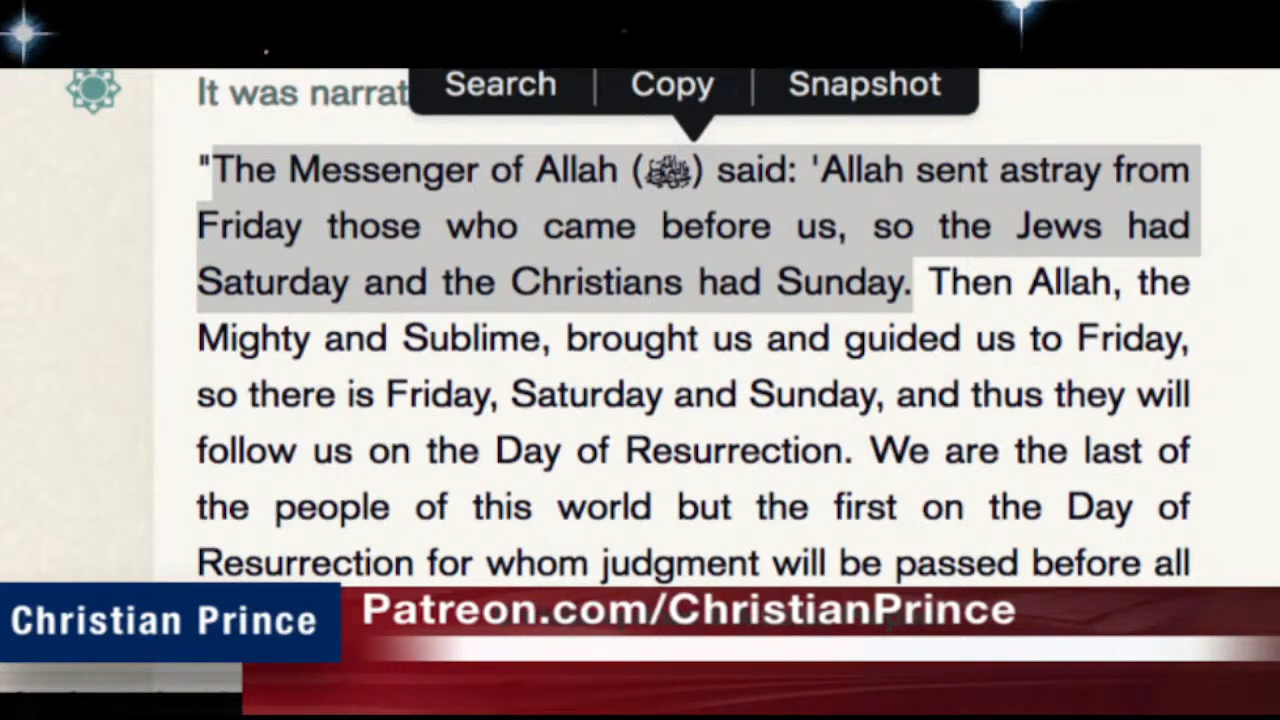 Search
Copy
Snapshot
It was narrat
"The Messenger of Allah (ﷺ) said: 'Allah sent astray from
Friday those who came before us, so the Jews had
Saturday and the Christians had Sunday. Then Allah, the
Mighty and Sublime, brought us and guided us to Friday,
so there is Friday, Saturday and Sunday, and thus they will
follow us on the Day of Resurrection. We are the last of
the people of this world but the first on the Day of
Resurrection for whom judgment will be passed before all
Christian Prince
Patreon.com/ChristianPrince